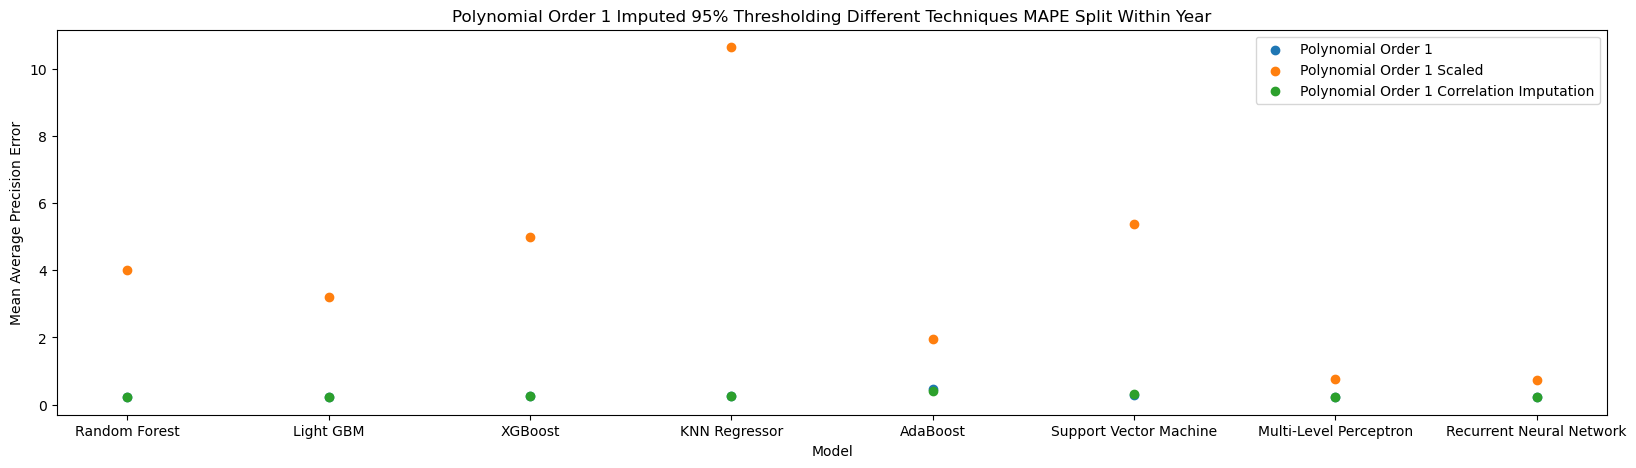 Polynomial Order 1 Imputed 95% Thresholding Different Techniques MAPE Split Within Year
Polynomial Order 1
Polynomial Order 1 Scaled
Polynomial Order 1 Correlation Imputation
Mean Average Precision Error
10
8
6
4
2
0
Random Forest
Light GBM
XGBoost
KNN Regressor
AdaBoost
Support Vector Machine
Multi-Level Perceptron
Recurrent Neural Network
Model